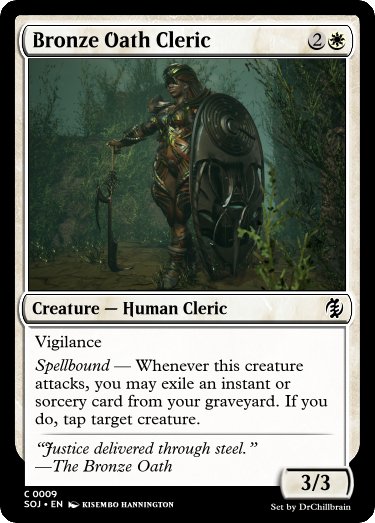 Bronze Oath Cleric 2
Creature — Human Cleric
Vigilance
Spellbound — Whenever this creature
attacks, you may exile an instant or
sorcery card from your graveyard. If you
do, tap target creature.
“Justice delivered through steel.”
—The Bronze Oath
3/3
C 0009
SOJ • EN KISEMBO HANNINGTON
Set by DrChillbrain